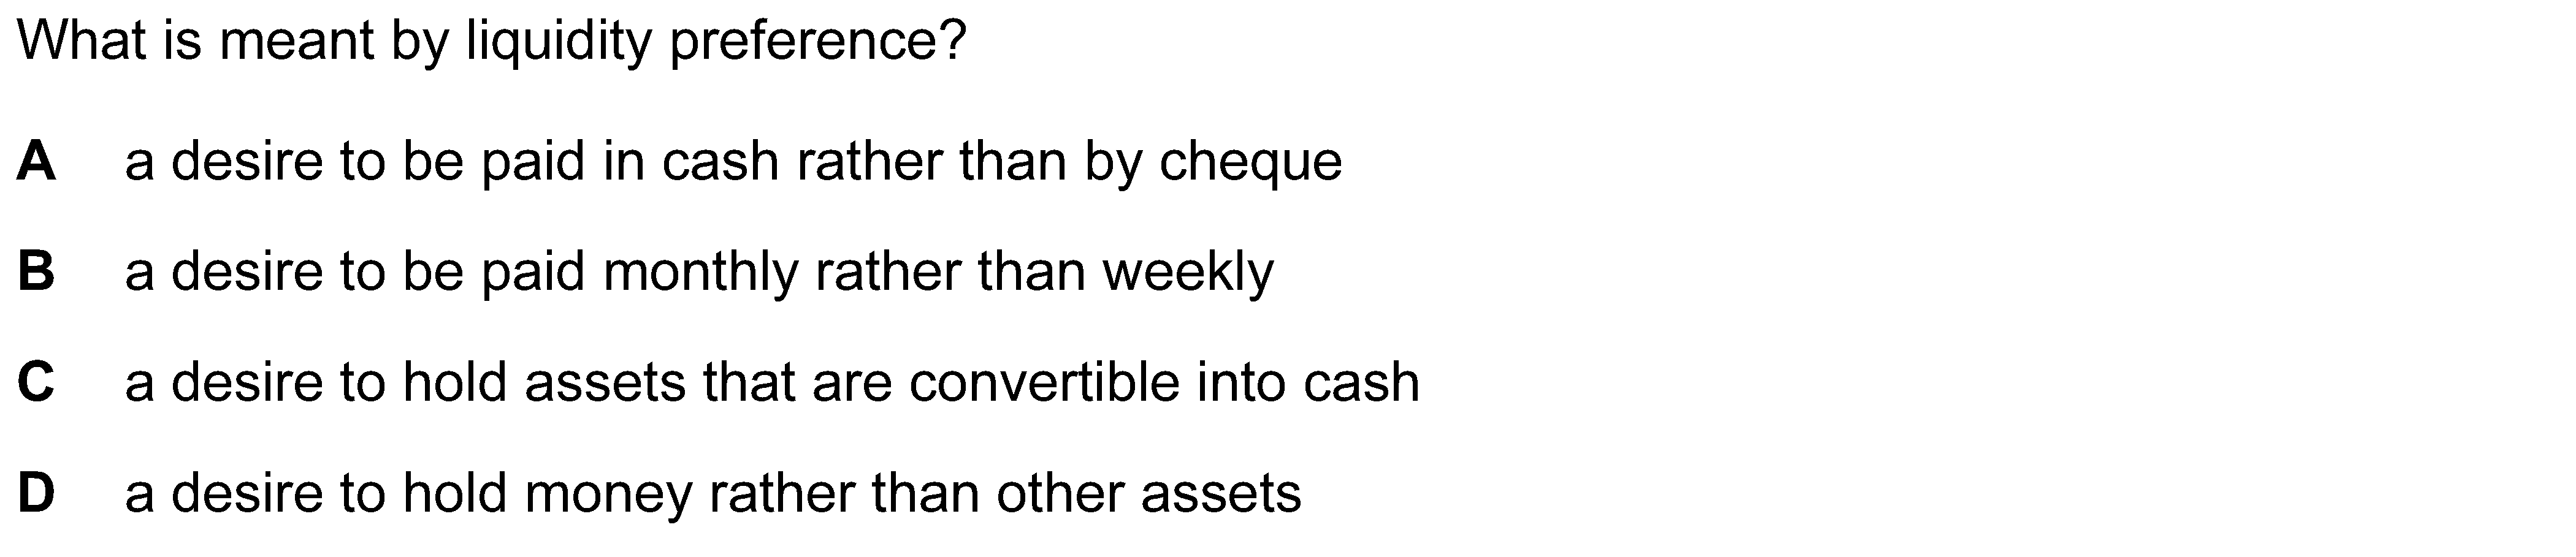 What is meant by liquidity preference?
A a desire to be paid in cash rather than by cheque
B a desire to be paid monthly rather than weekly
C a desire to hold assets that are convertible into cash
D a desire to hold money rather than other assets